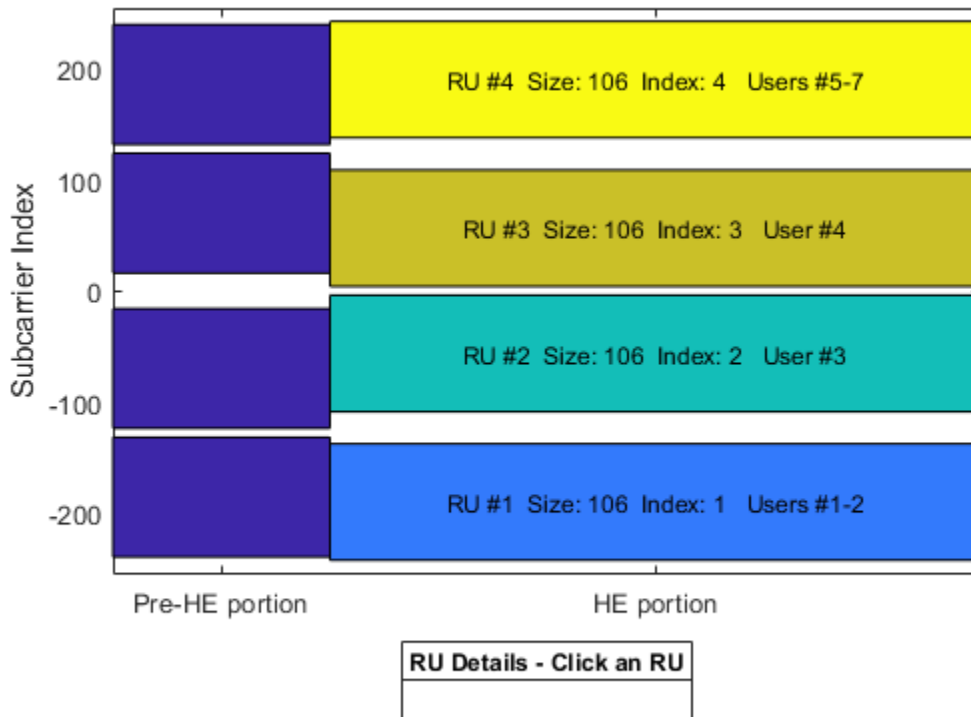 200
RU #4  Size: 106  Index: 4   Users #5-7
100
RU #3  Size: 106  Index: 3   User #4
Subcarrier Index
0
RU #2  Size: 106  Index: 2   User #3
-100
RU #1  Size: 106  Index: 1   Users #1-2
-200
Pre-HE portion
HE portion
RU Details - Click an RU